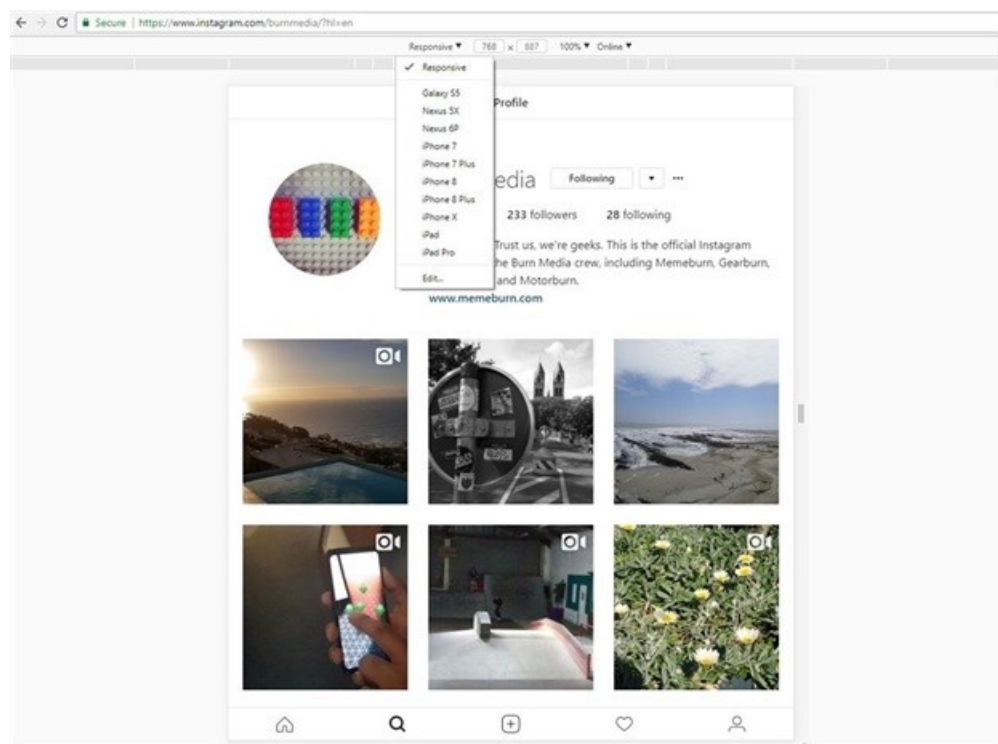 Secure | https://www.instagram.com/burnmedia/?hl=en
Responsive ▼ 768 x 887 100% ▼ Online ▼
✓ Responsive
Galaxy S5
Nexus 5X
Nexus 6P
iPhone 7
iPhone 7 Plus
iPhone 8
iPhone 8 Plus
iPhone X
iPad
iPad Pro
Edit...
Profile
edia Following ▼ •••
233 followers 28 following
Trust us, we're geeks. This is the official Instagram
he Burn Media crew, including Memeburn, Gearburn,
and Motorburn.
www.memeburn.com